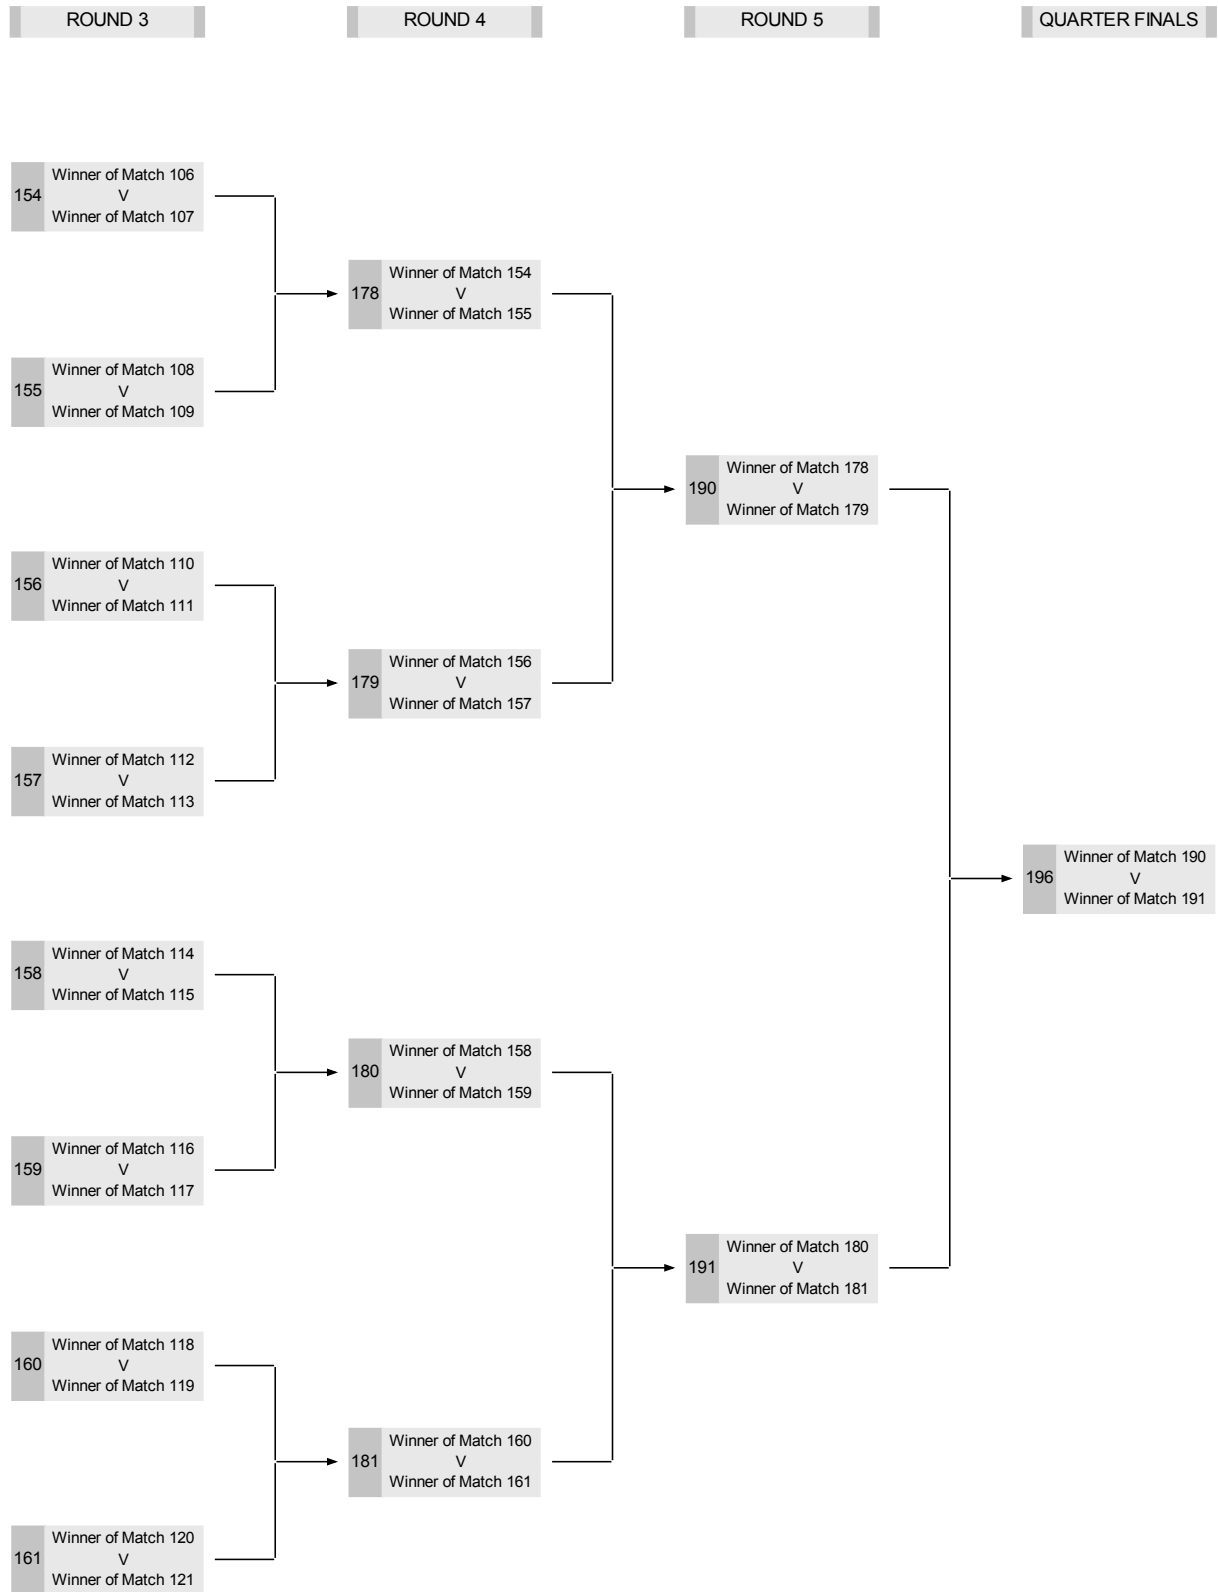 ROUND 3
ROUND 4
ROUND 5
QUARTER FINALS
154
Winner of Match 106
V
Winner of Match 107
155
Winner of Match 108
V
Winner of Match 109
156
Winner of Match 110
V
Winner of Match 111
157
Winner of Match 112
V
Winner of Match 113
158
Winner of Match 114
V
Winner of Match 115
159
Winner of Match 116
V
Winner of Match 117
160
Winner of Match 118
V
Winner of Match 119
161
Winner of Match 120
V
Winner of Match 121
178
Winner of Match 154
V
Winner of Match 155
179
Winner of Match 156
V
Winner of Match 157
180
Winner of Match 158
V
Winner of Match 159
181
Winner of Match 160
V
Winner of Match 161
190
Winner of Match 178
V
Winner of Match 179
191
Winner of Match 180
V
Winner of Match 181
196
Winner of Match 190
V
Winner of Match 191